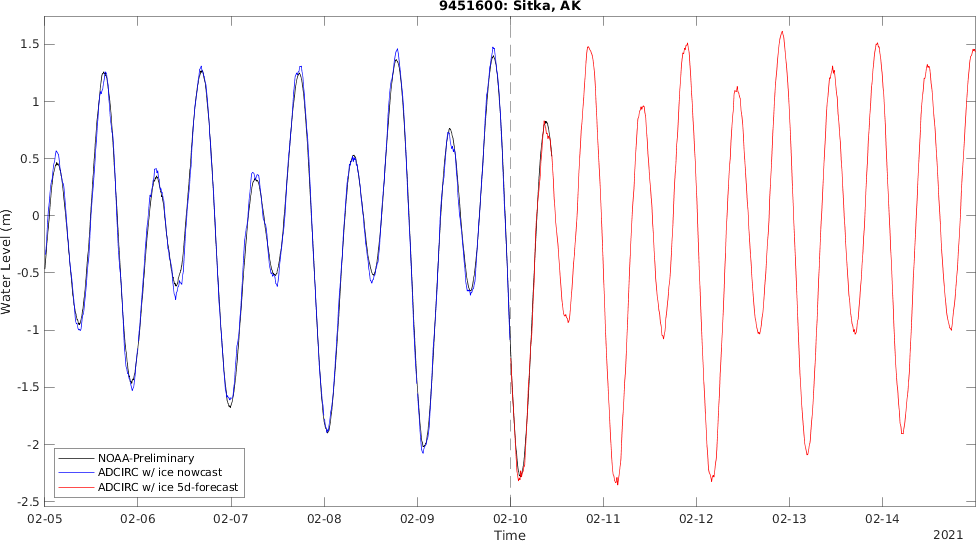 9451600: Sitka, AK
Water Level (m)
1.5
1
0.5
0
-0.5
-1
-1.5
-2
-2.5
NOAA-Preliminary
ADCIRC w/ ice nowcast
ADCIRC w/ ice 5d-forecast
02-05 02-06 02-07 02-08 02-09 02-10 02-11 02-12 02-13 02-14
Time
2021